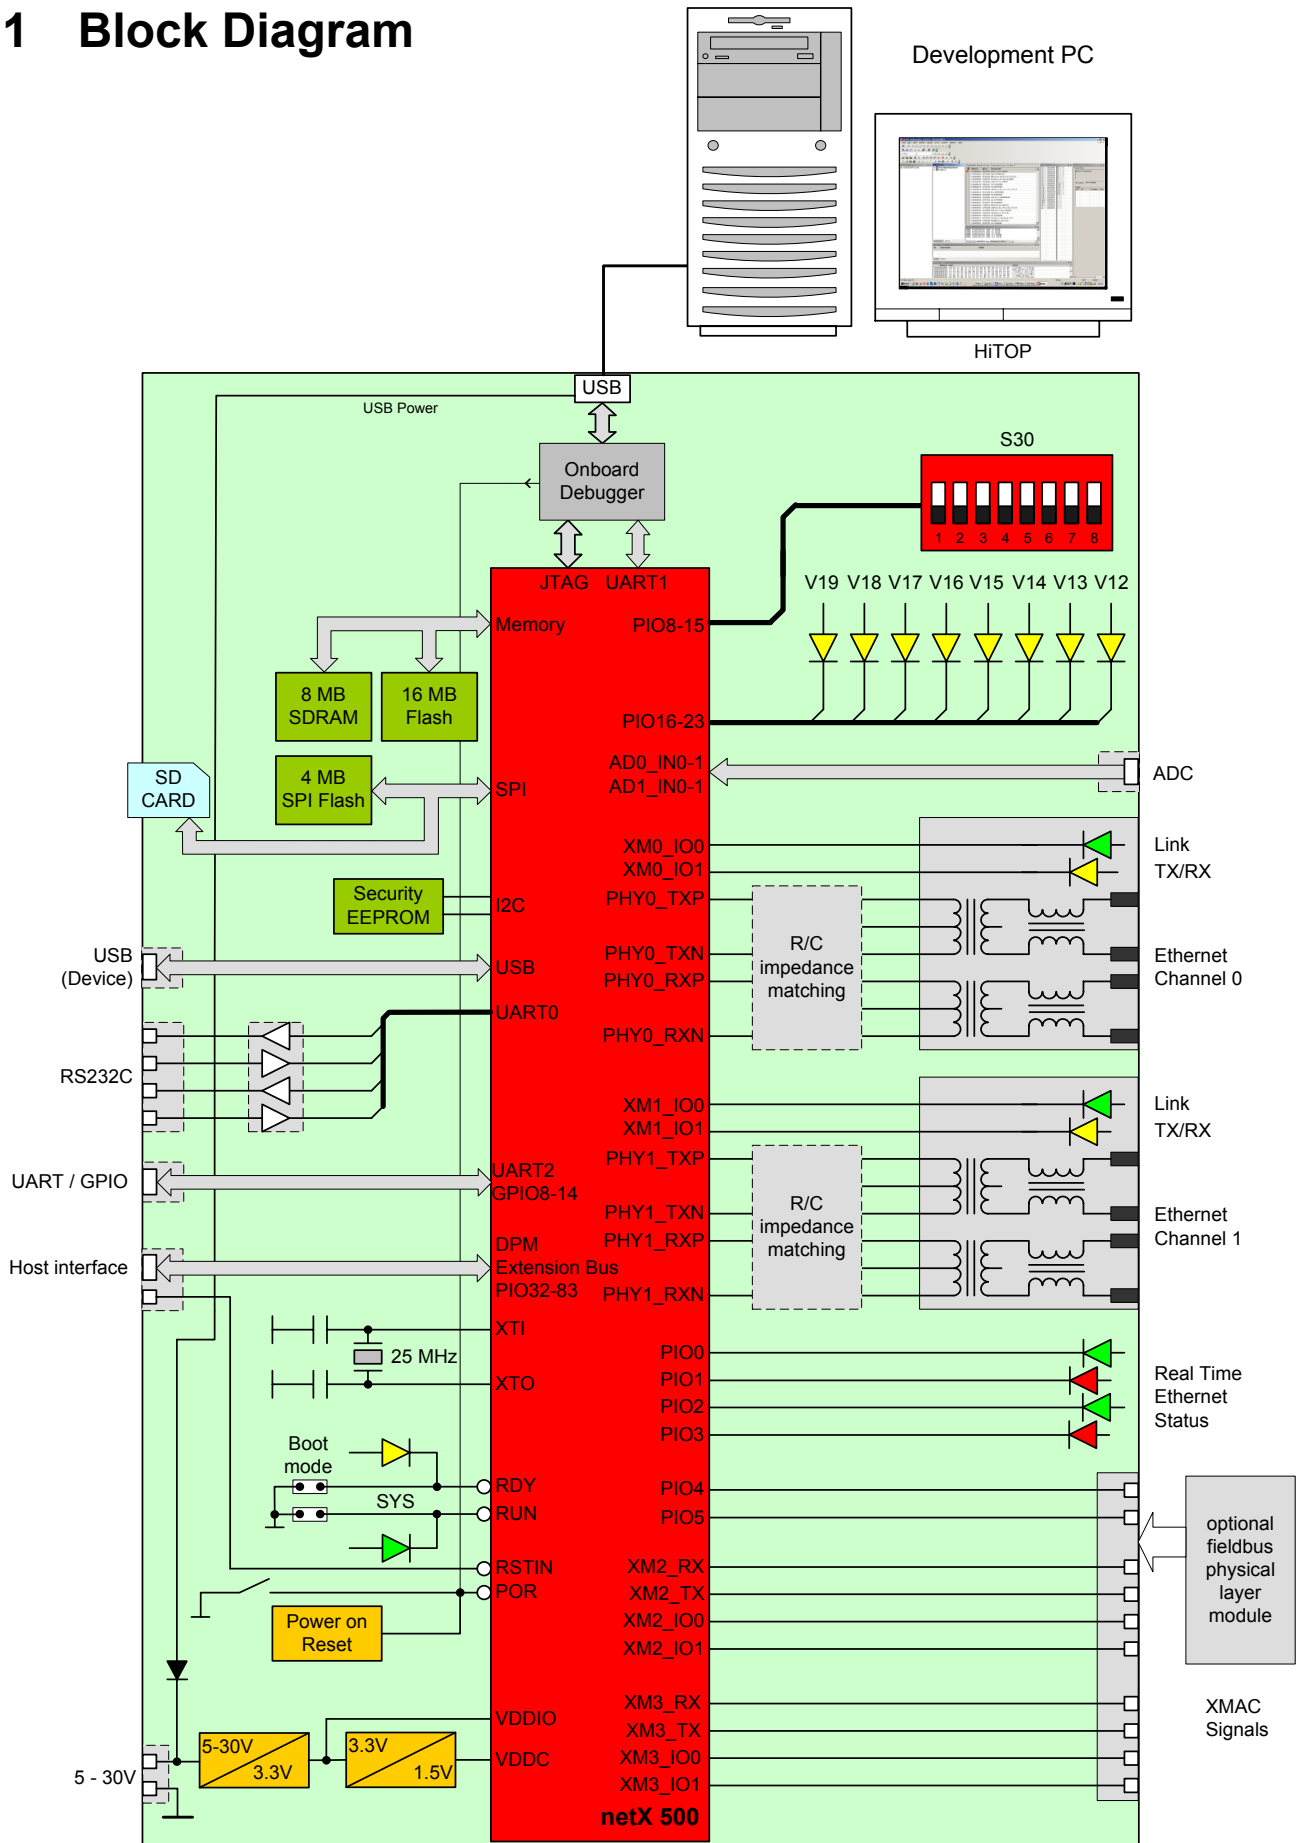 1 Block Diagram
Development PC
HiTOP
USB
USB Power
Onboard
Debugger
S30
1 2 3 4 5 6 7 8
JTAG UART1
V19 V18 V17 V16 V15 V14 V13 V12
Memory
PIO8-15
8 MB
SDRAM
16 MB
Flash
PIO16-23
AD0_IN0-1
AD1_IN0-1
ADC
SD
CARD
4 MB
SPI Flash
SPI
XM0_IO0
XM0_IO1
Link
TX/RX
Security
EEPROM
I2C
PHY0_TXP
PHY0_TXN
PHY0_RXP
PHY0_RXN
R/C
impedance
matching
Ethernet
Channel 0
USB
(Device)
USB
UART0
RS232C
XM1_IO0
XM1_IO1
Link
TX/RX
UART / GPIO
UART2
GPIO8-14
PHY1_TXP
PHY1_TXN
PHY1_RXP
PHY1_RXN
R/C
impedance
matching
Ethernet
Channel 1
Host interface
DPM
Extension Bus
PIO32-83
XTI
25 MHz
XTO
PIO0
PIO1
PIO2
PIO3
Real Time
Ethernet
Status
Boot
mode
RDY
SYS
RUN
PIO4
PIO5
RSTIN
POR
Power on
Reset
XM2_RX
XM2_TX
XM2_IO0
XM2_IO1
optional
fieldbus
physical
layer
module
XM3_RX
XM3_TX
XM3_IO0
XM3_IO1
XMAC
Signals
VDDIO
VDDC
5-30V
3.3V
3.3V
1.5V
5 - 30V
netX 500